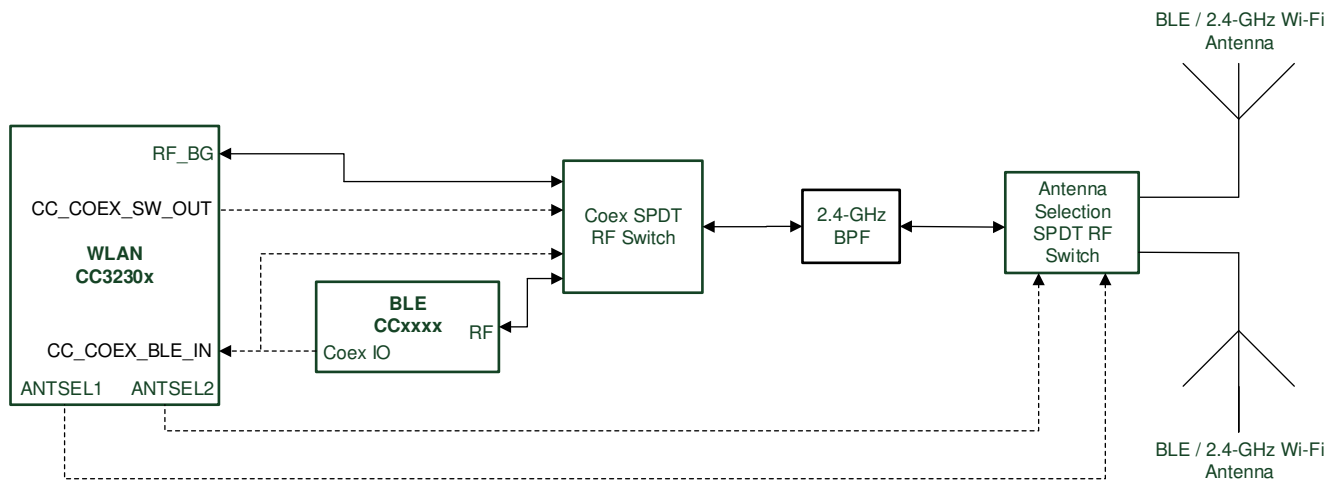 BLE / 2.4-GHz Wi-Fi
Antenna
RF_BG
CC_COEX_SW_OUT
WLAN
CC3230x
CC_COEX_BLE_IN
ANTSEL1 ANTSEL2
BLE
CCxxxx
RF
Coex IO
Coex SPDT
RF Switch
2.4-GHz
BPF
Antenna
Selection
SPDT RF
Switch
BLE / 2.4-GHz Wi-Fi
Antenna